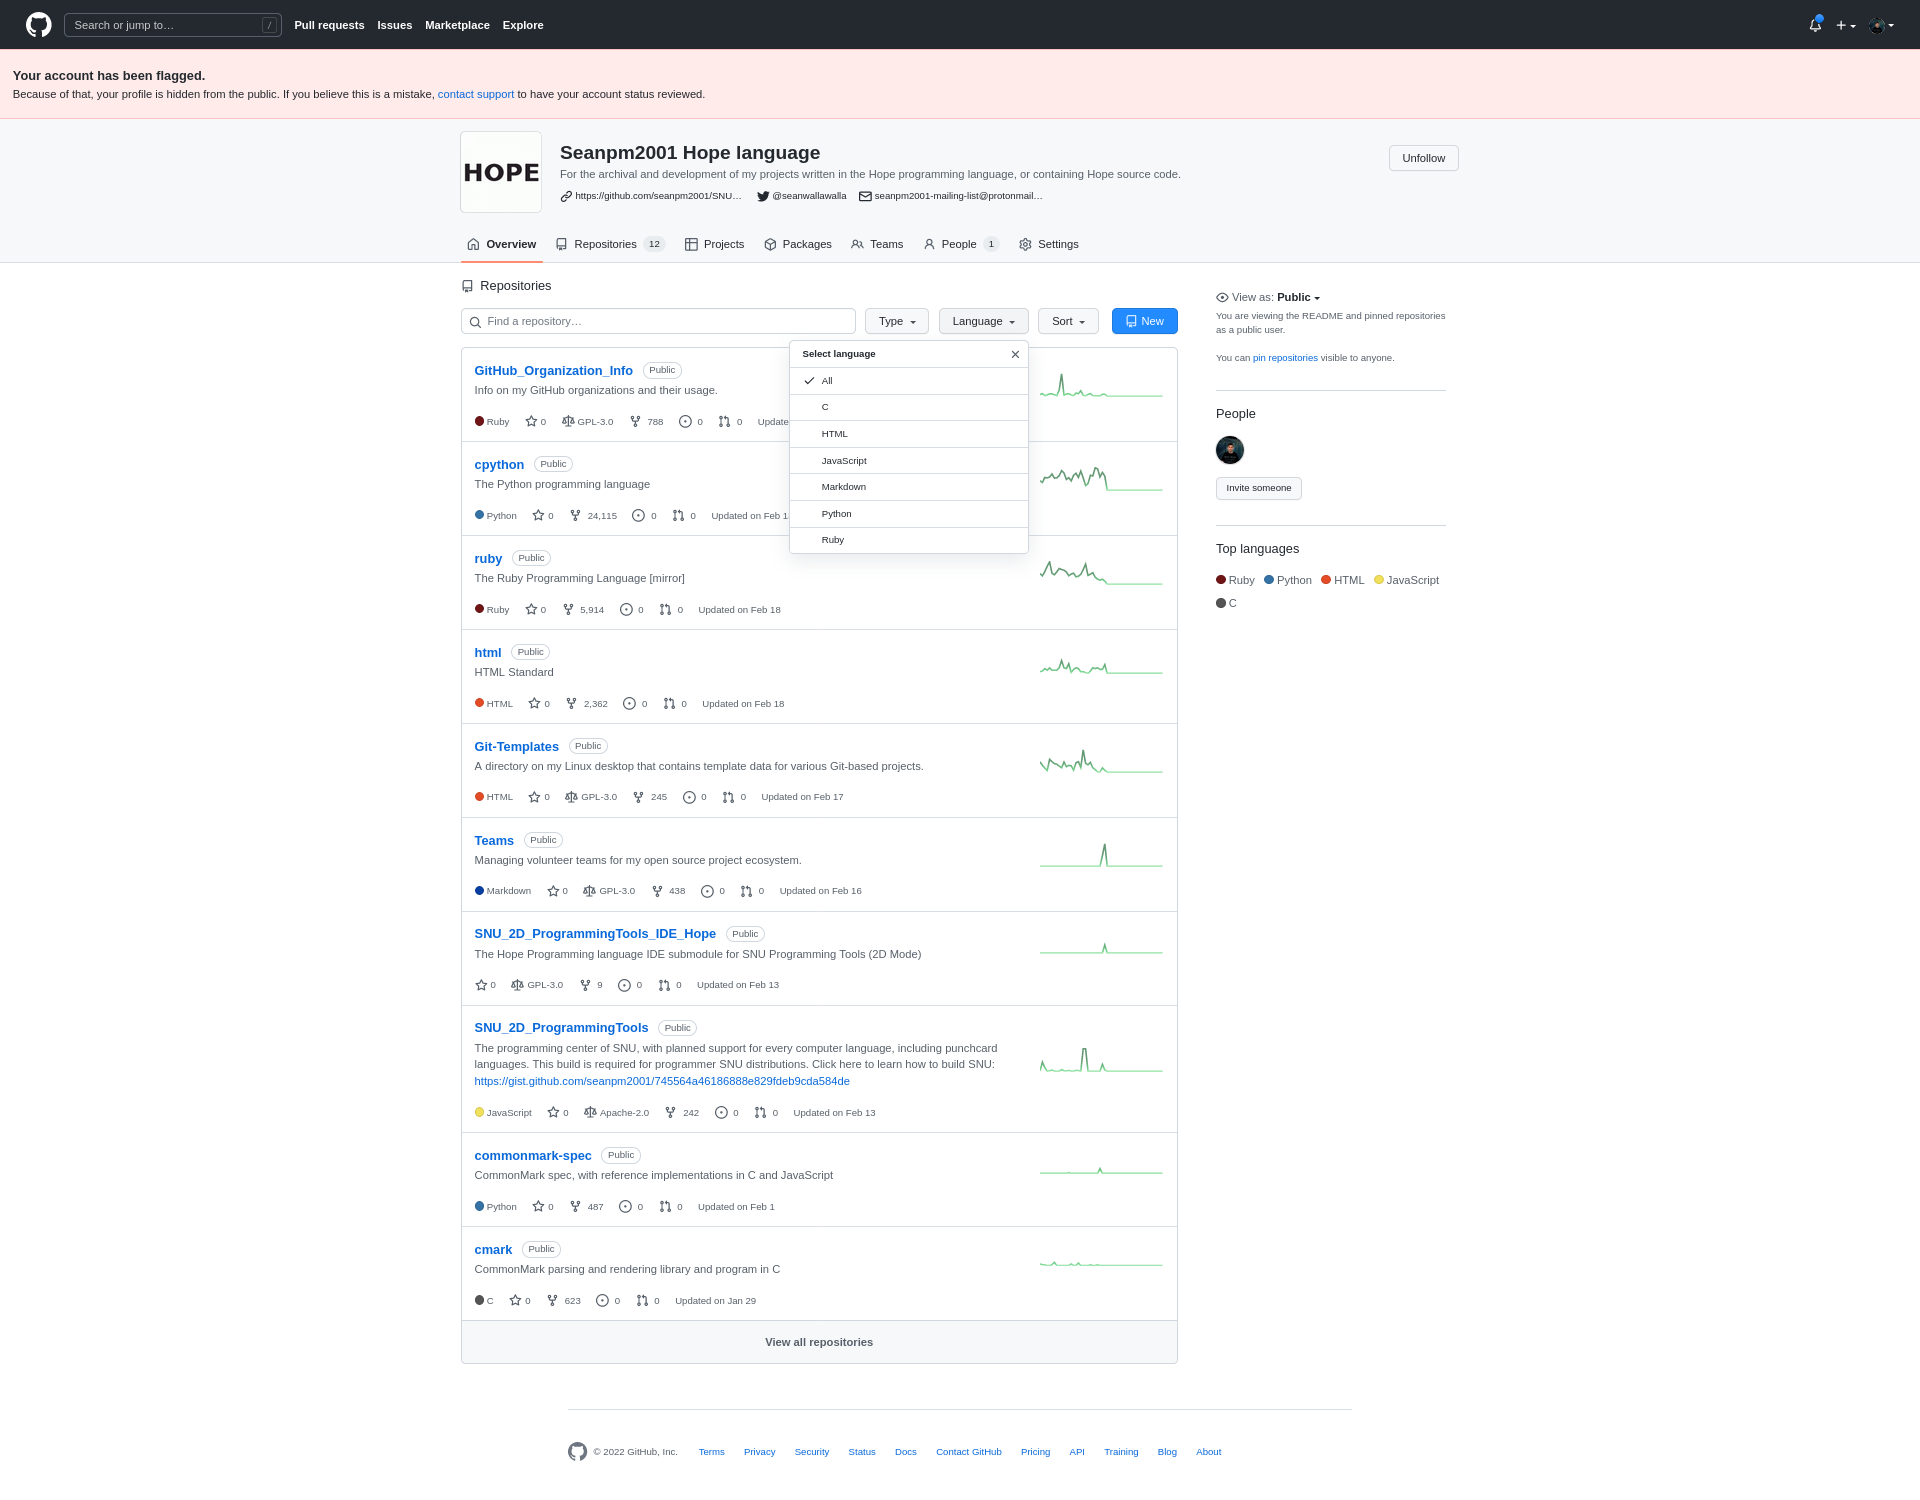 Search or jump to… /
Pull requests Issues Marketplace Explore
Your account has been flagged.
Because of that, your profile is hidden from the public. If you believe this is a mistake, contact support to have your account status reviewed.
HOPE
Seanpm2001 Hope language
For the archival and development of my projects written in the Hope programming language, or containing Hope source code.
https://github.com/seanpm2001/SNU… @seanwallawalla seanpm2001-mailing-list@protonmail…
Unfollow
Overview Repositories 12 Projects Packages Teams People 1 Settings
Repositories
Find a repository… Type Language Sort New
Select language
All
C
HTML
JavaScript
Markdown
Python
Ruby
GitHub_Organization_Info Public
Info on my GitHub organizations and their usage.
Ruby 0 GPL-3.0 788 0 0 Update
cpython Public
The Python programming language
Python 0 24,115 0 0 Updated on Feb 1
ruby Public
The Ruby Programming Language [mirror]
Ruby 0 5,914 0 0 Updated on Feb 18
html Public
HTML Standard
HTML 0 2,362 0 0 Updated on Feb 18
Git-Templates Public
A directory on my Linux desktop that contains template data for various Git-based projects.
HTML 0 GPL-3.0 245 0 0 Updated on Feb 17
Teams Public
Managing volunteer teams for my open source project ecosystem.
Markdown 0 GPL-3.0 438 0 0 Updated on Feb 16
SNU_2D_ProgrammingTools_IDE_Hope Public
The Hope Programming language IDE submodule for SNU Programming Tools (2D Mode)
0 GPL-3.0 9 0 0 Updated on Feb 13
SNU_2D_ProgrammingTools Public
The programming center of SNU, with planned support for every computer language, including punchcard
languages. This build is required for programmer SNU distributions. Click here to learn how to build SNU:
https://gist.github.com/seanpm2001/745564a46186888e829fdeb9cda584de
JavaScript 0 Apache-2.0 242 0 0 Updated on Feb 13
commonmark-spec Public
CommonMark spec, with reference implementations in C and JavaScript
Python 0 487 0 0 Updated on Feb 1
cmark Public
CommonMark parsing and rendering library and program in C
C 0 623 0 0 Updated on Jan 29
View all repositories
View as: Public
You are viewing the README and pinned repositories
as a public user.
You can pin repositories visible to anyone.
People
Invite someone
Top languages
Ruby Python HTML JavaScript
C
© 2022 GitHub, Inc. Terms Privacy Security Status Docs Contact GitHub Pricing API Training Blog About